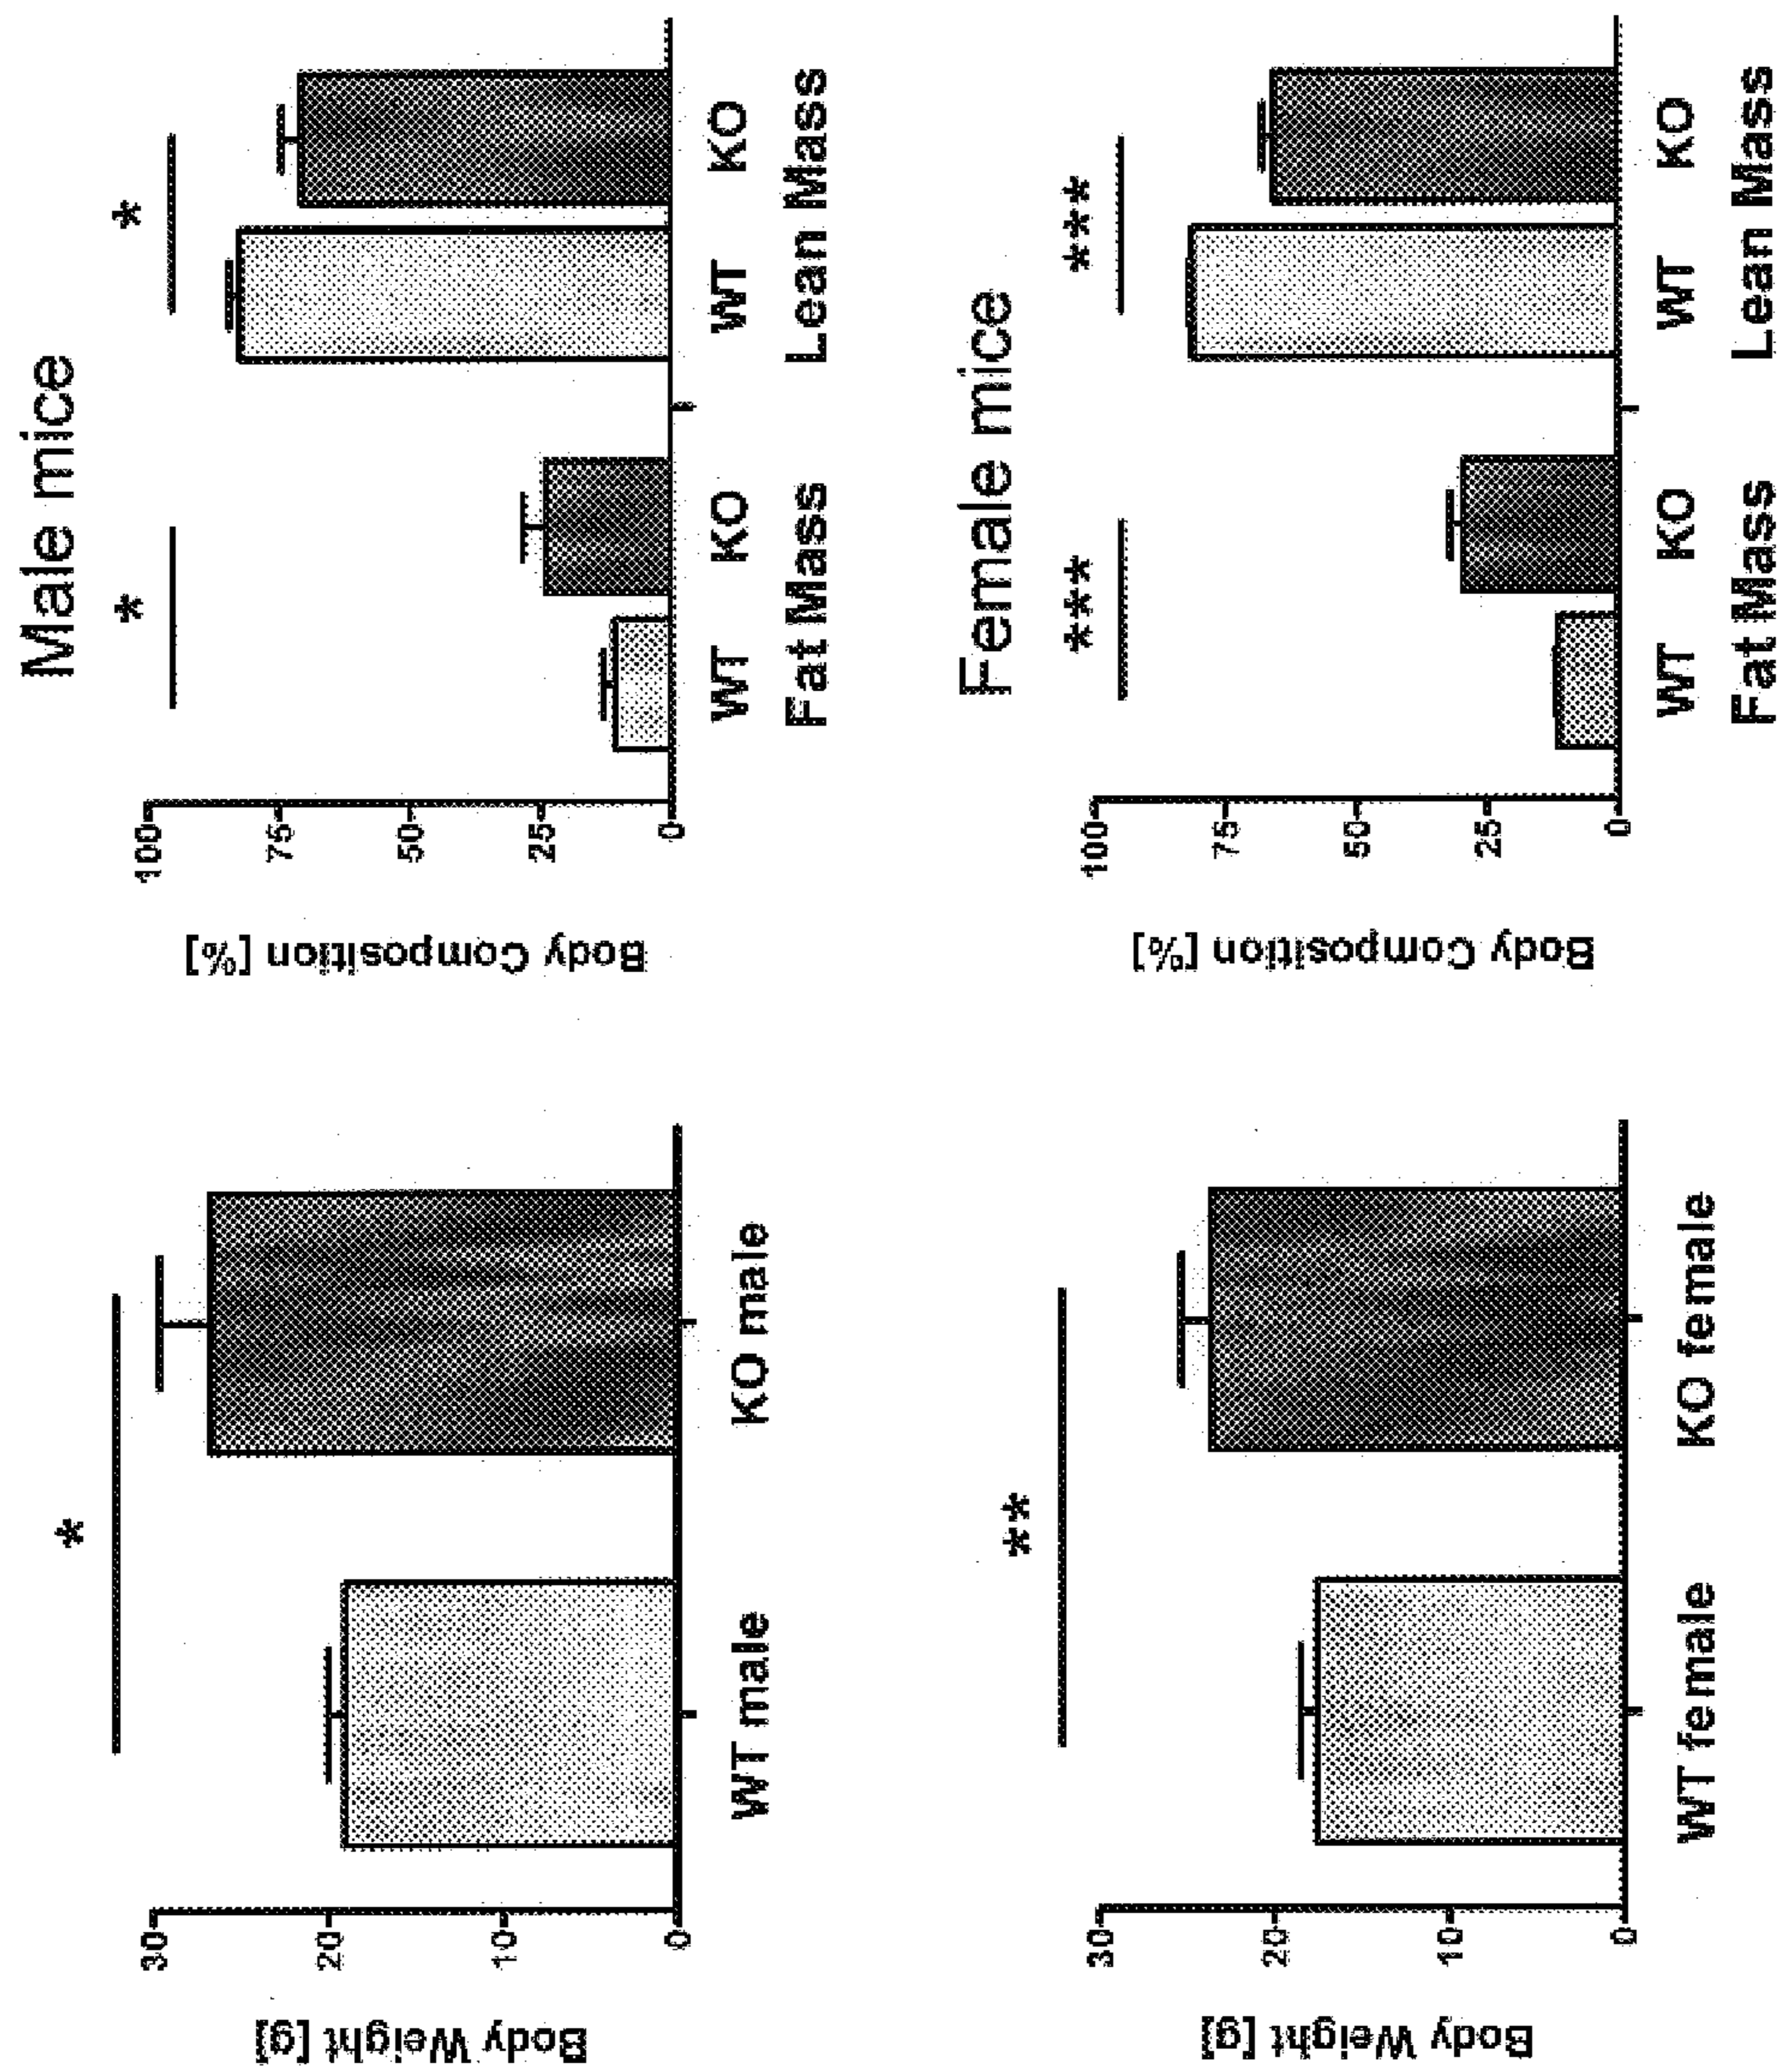 Male mice
*
Body Weight [g]
30
20
10
0
WT male
KO male
*
*
Body Composition [%]
100
75
50
25
0
WT
KO
WT
KO
Fat Mass
Lean Mass
Female mice
**
Body Weight [g]
30
20
10
0
WT female
KO female
***
***
Body Composition [%]
100
75
50
25
0
WT
KO
WT
KO
Fat Mass
Lean Mass